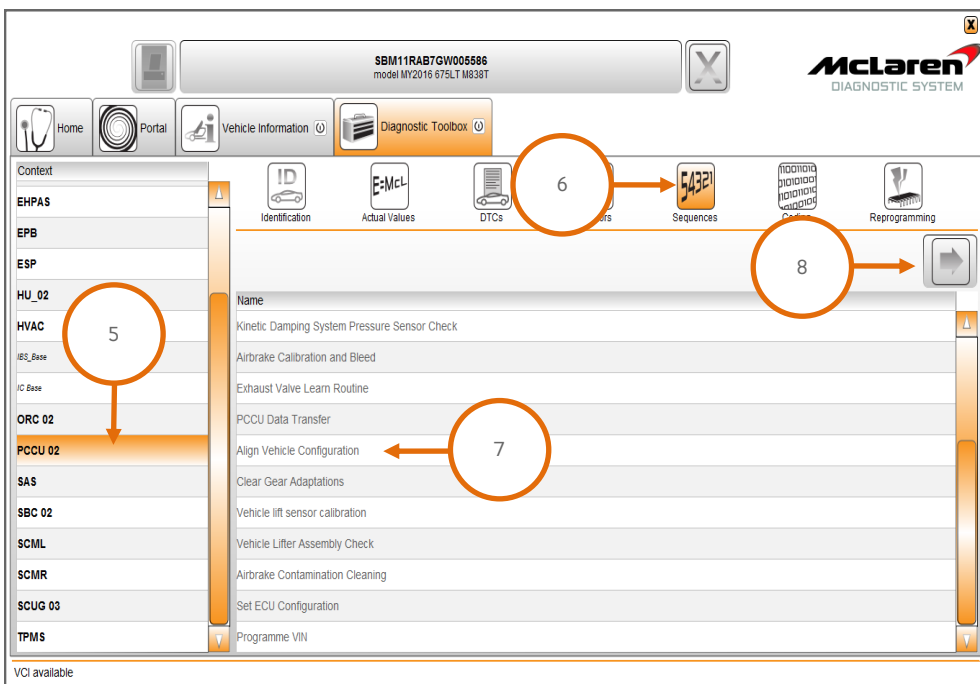 X
SBM11RAB7GW005586
model MY2016 675LT M838T
McLaren
DIAGNOSTIC SYSTEM
Home
Portal
Vehicle Information
Diagnostic Toolbox
Context
EHPAS
EPB
ESP
HU_02
HVAC
IBS_Base
IC Base
ORC 02
PCCU 02
SAS
SBC 02
SCML
SCMR
SCUG 03
TPMS
ID
Identification
E=McL
Actual Values
DTCs
54321
Sequences
Reprogramming
5
6
7
8
Name
Kinetic Damping System Pressure Sensor Check
Airbrake Calibration and Bleed
Exhaust Valve Learn Routine
PCCU Data Transfer
Align Vehicle Configuration
Clear Gear Adaptations
Vehicle lift sensor calibration
Vehicle Lifter Assembly Check
Airbrake Contamination Cleaning
Set ECU Configuration
Programme VIN
VCI available